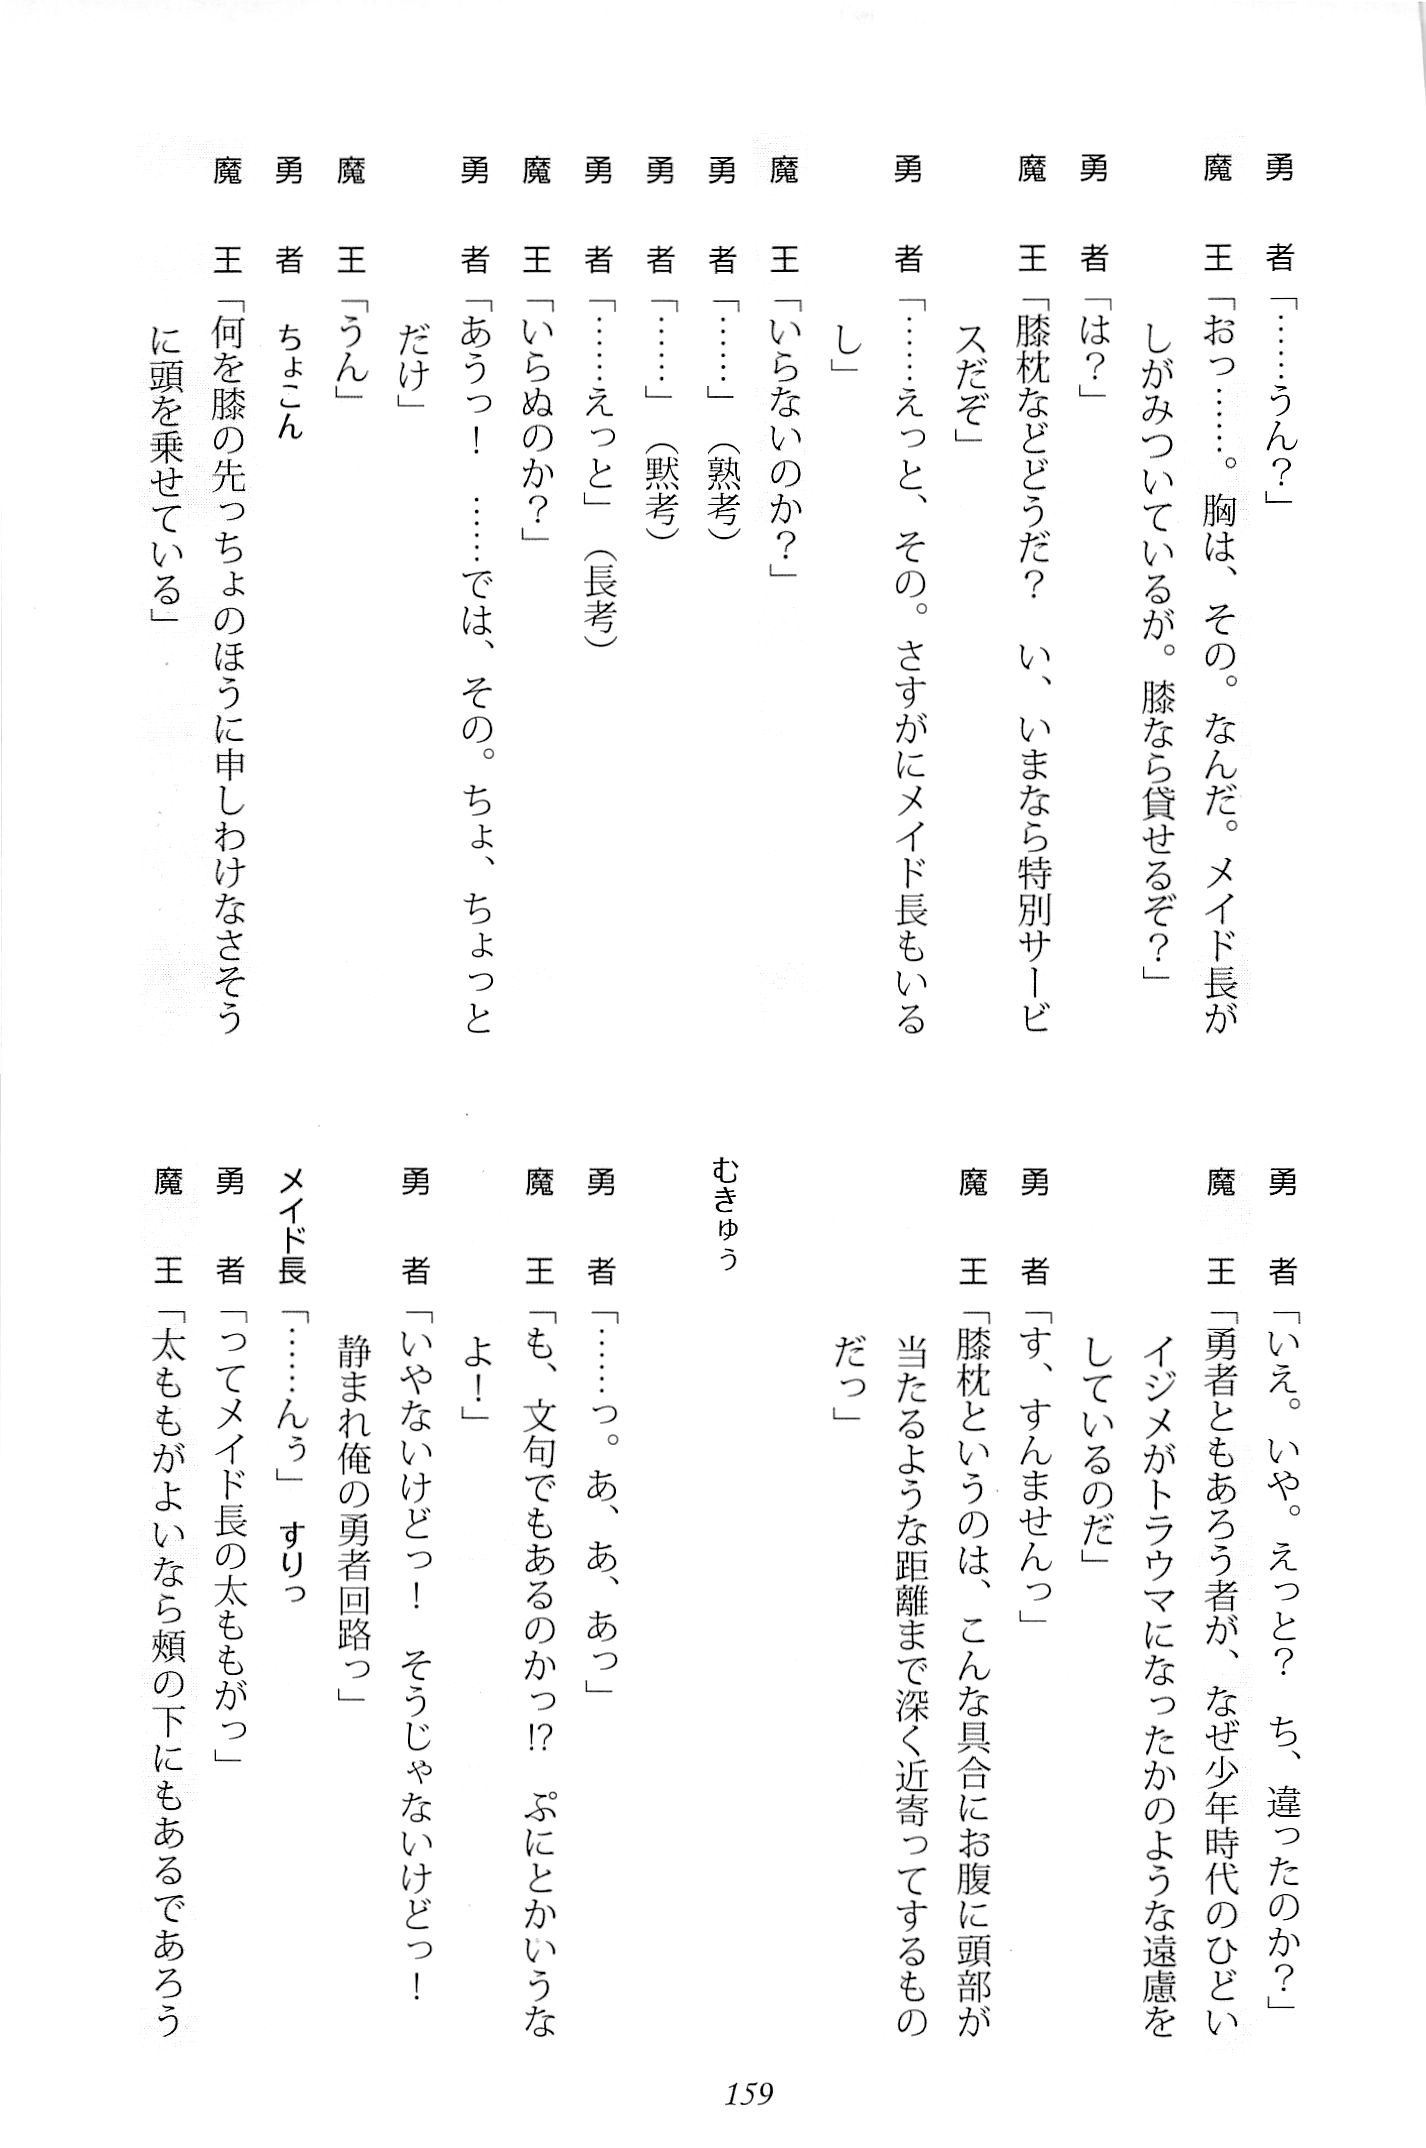 勇　者「……うん？」
魔　王「おっ……。胸は、その。なんだ。メイド長が
しがみついているが。膝なら貸せるぞ？」
勇　者「は？」
魔　王「膝枕などどうだ？　い、いまなら特別サービ
スだぞ」
勇　者「……えっと、その。さすがにメイド長もいる
し」
魔　王「いらないのか？」
勇　者「……」（熟考）
勇　者「……」（黙考）
勇　者「……えっと」（長考）
魔　王「いらぬのか？」
勇　者「あうっ！　……では、その。ちょ、ちょっと
だけ」
魔　王「うん」
勇　者　ちょこん
魔　王「何を膝の先っちょのほうに申しわけなさそう
に頭を乗せている」
勇　者「いえ。いや。えっと？　ち、違ったのか？」
魔　王「勇者ともあろう者が、なぜ少年時代のひどい
イジメがトラウマになったかのような遠慮を
しているのだ」
勇　者「す、すんませんっ」
魔　王「膝枕というのは、こんな具合にお腹に頭部が
当たるような距離まで深く近寄ってするもの
だっ」
むきゅう
勇　者「……っ。あ、あ、あっ」
魔　王「も、文句でもあるのかっ!?　ぷにとかいうな
よ！」
勇　者「いやないけどっ！　そうじゃないけどっ！
静まれ俺の勇者回路っ」
メイド長「……んぅ」　すりっ
勇　者「ってメイド長の太ももがっ」
魔　王「太ももがよいなら頰の下にもあるであろう
159